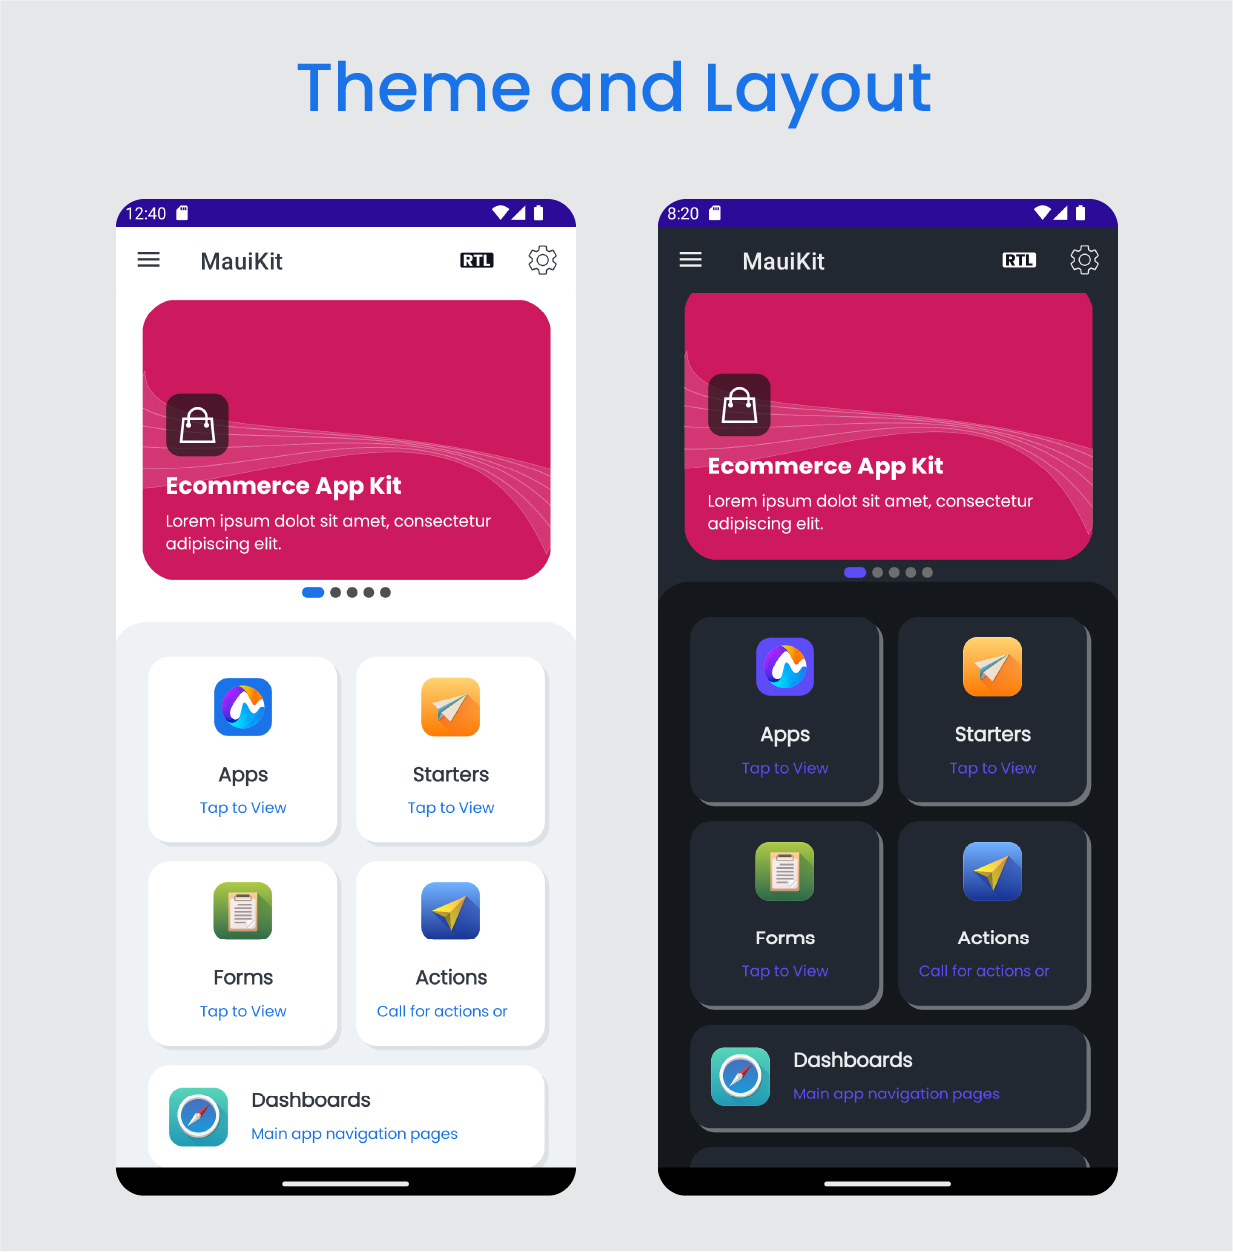 Theme and Layout
12:40
MauiKit
RTL
Ecommerce App Kit
Lorem ipsum dolot sit amet, consectetur
adipiscing elit.
Apps
Tap to View
Starters
Tap to View
Forms
Tap to View
Actions
Call for actions or
Dashboards
Main app navigation pages
8:20
MauiKit
RTL
Ecommerce App Kit
Lorem ipsum dolot sit amet, consectetur
adipiscing elit.
Apps
Tap to View
Starters
Tap to View
Forms
Tap to View
Actions
Call for actions or
Dashboards
Main app navigation pages